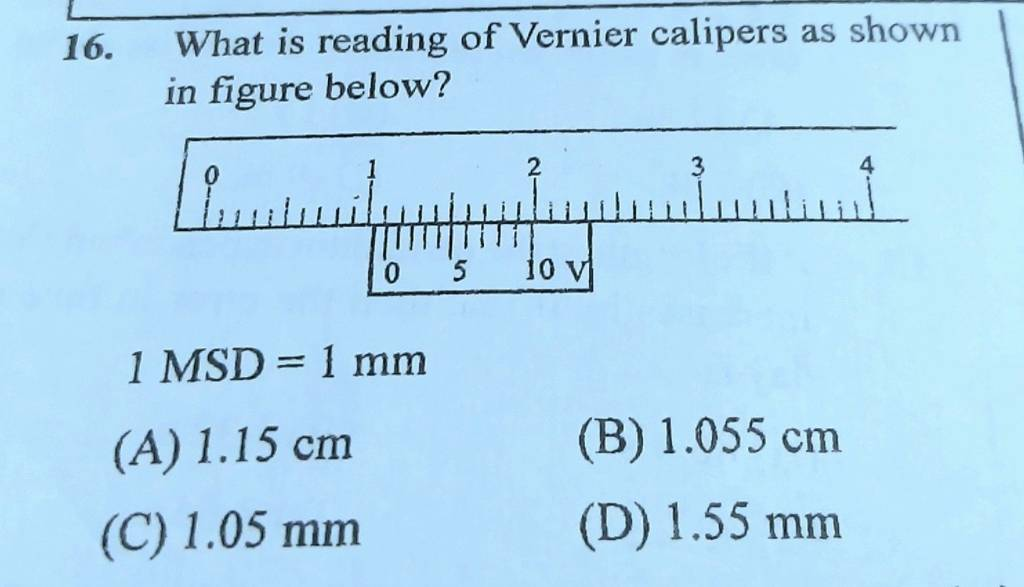 16. What is reading of Vernier calipers as shown
in figure below?
0 1 2 3 4
0 5 10 V
1 MSD = 1 mm
(A) 1.15 cm (B) 1.055 cm
(C) 1.05 mm (D) 1.55 mm